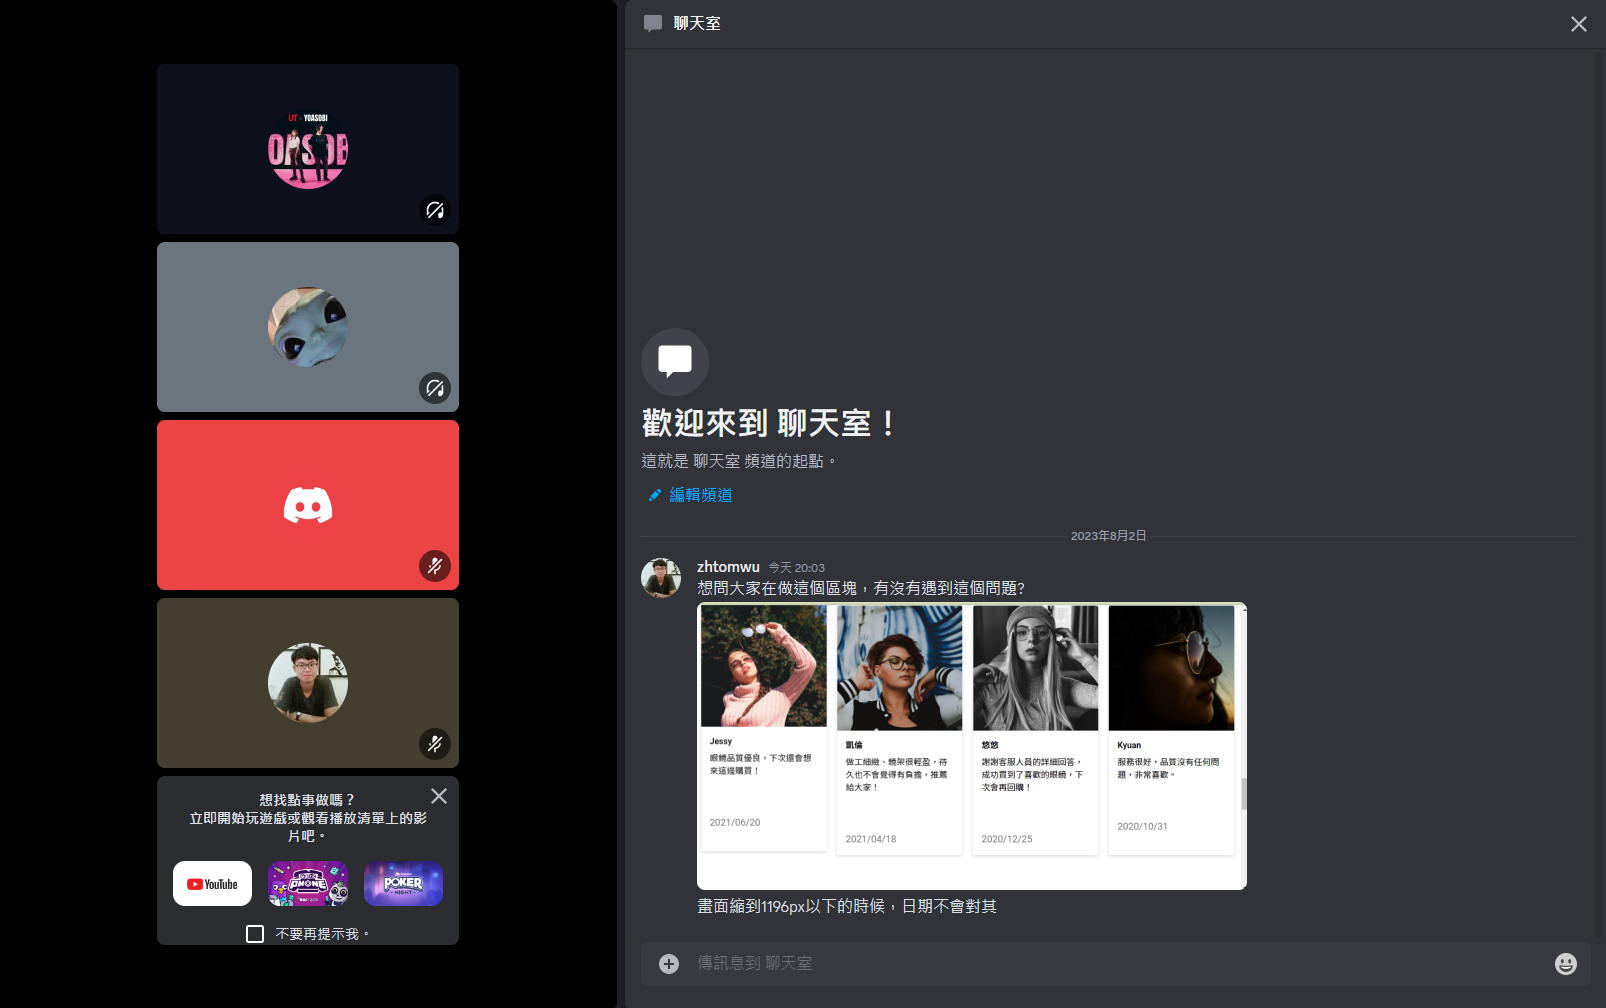 UT YOASOBI
OASOB
想找點事做嗎？
立即開始玩遊戲或觀看播放清單上的影
片吧。
YouTube
PHONE
POKER
NIGHT
不要再提示我。
聊天室
歡迎來到 聊天室！
這就是 聊天室 頻道的起點。
編輯頻道
2023年8月2日
zhtomwu 今天 20:03
想問大家在做這個區塊，有沒有遇到這個問題?
Jessy
眼鏡品質優良，下次還會想
來這邊購買！
2021/06/20
凱倫
做工細緻、鏡架很輕盈，待
久也不會覺得有負擔，推薦
給大家！
2021/04/18
悠悠
謝謝客服人員的詳細回答，
成功買到了喜歡的眼鏡，下
次會再回購！
2020/12/25
Kyuan
服務很好，品質沒有任何問
題，非常喜歡。
2020/10/31
畫面縮到1196px以下的時候，日期不會對其
傳訊息到 聊天室